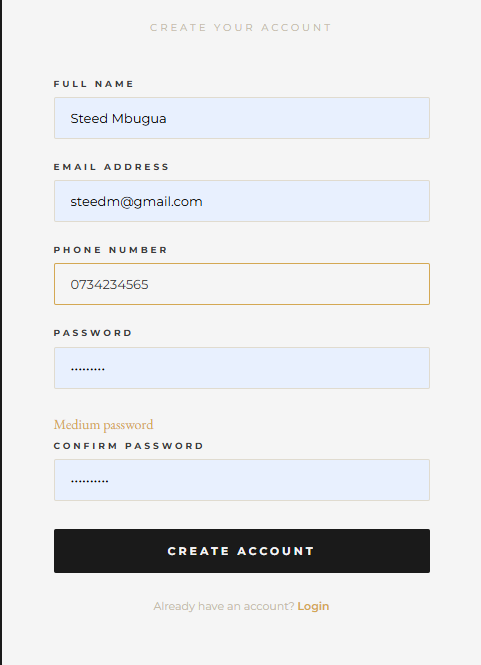 CREATE YOUR ACCOUNT
FULL NAME
Steed Mbugua
EMAIL ADDRESS
steedm@gmail.com
PHONE NUMBER
0734234565
PASSWORD
•••••••••
Medium password
CONFIRM PASSWORD
••••••••••
CREATE ACCOUNT
Already have an account? Login